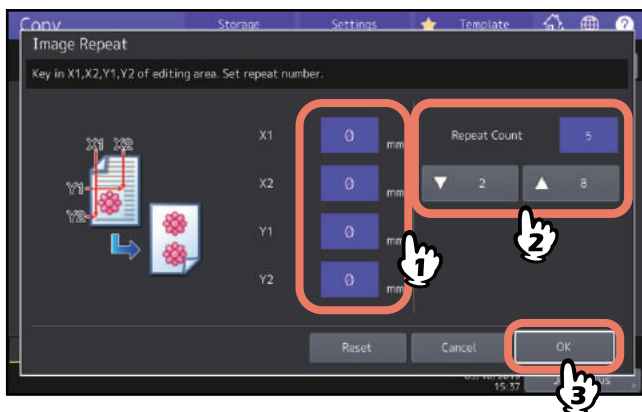 Copy Storage Settings Template ?
Image Repeat
Key in X1,X2,Y1,Y2 of editing area. Set repeat number.
X1 X2
Y1
Y2
X1 0 mm
X2 0 mm
Y1 0 mm
Y2 0 mm
Repeat Count 5
2 8
1
2
Reset Cancel OK
15:37
3